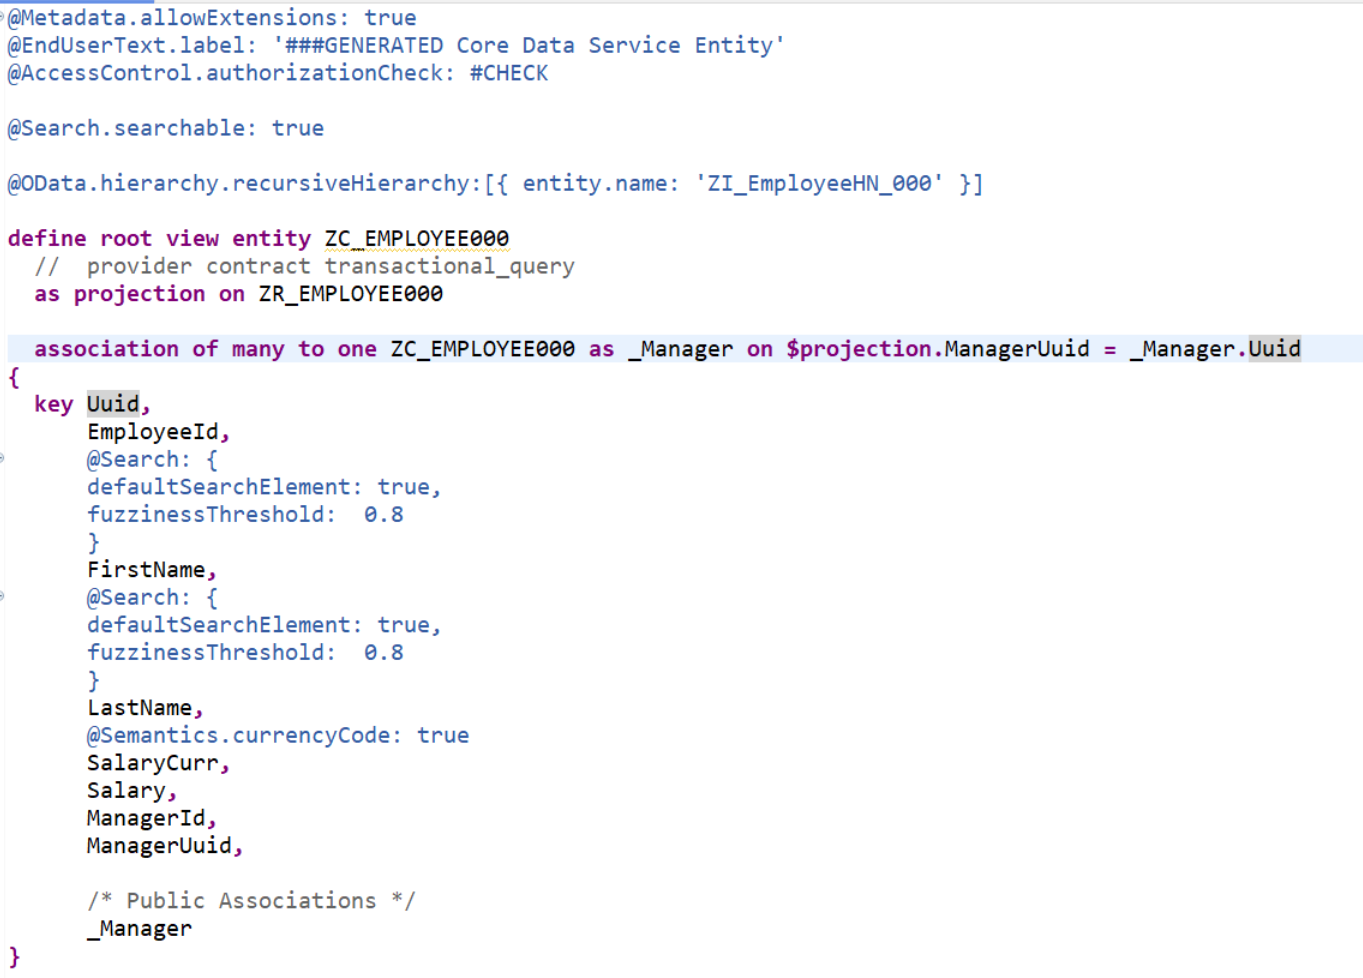 @Metadata.allowExtensions: true
@EndUserText.label: '###GENERATED Core Data Service Entity'
@AccessControl.authorizationCheck: #CHECK
@Search.searchable: true
@OData.hierarchy.recursiveHierarchy:[{ entity.name: 'ZI_EmployeeHN_000' }]
define root view entity ZC_EMPLOYEE000
//  provider contract transactional_query
as projection on ZR_EMPLOYEE000
association of many to one ZC_EMPLOYEE000 as _Manager on $projection.ManagerUuid = _Manager.Uuid
{
key Uuid,
EmployeeId,
@Search: {
defaultSearchElement: true,
fuzzinessThreshold:  0.8
}
FirstName,
@Search: {
defaultSearchElement: true,
fuzzinessThreshold:  0.8
}
LastName,
@Semantics.currencyCode: true
SalaryCurr,
Salary,
ManagerId,
ManagerUuid,
/* Public Associations */
_Manager
}